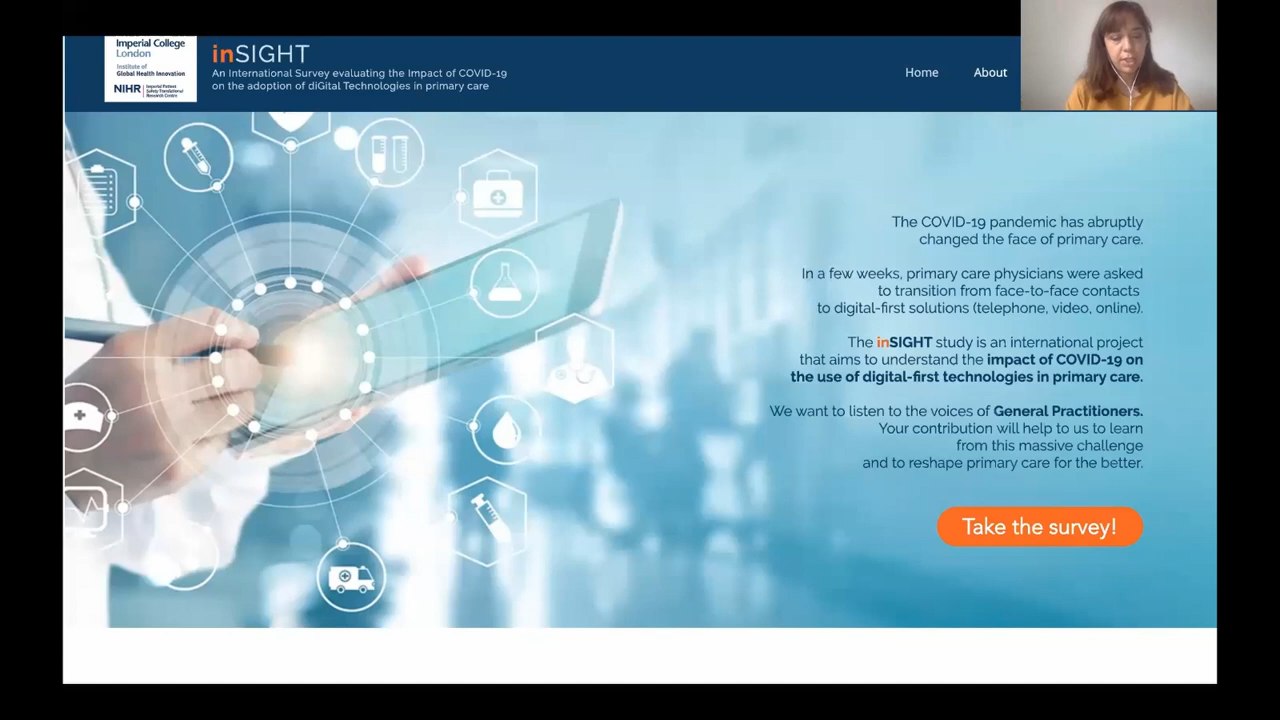 Imperial College
London
Institute of
Global Health Innovation
NIHR Imperial Patient
Safety Translational
Research Centre
inSIGHT
An International Survey evaluating the Impact of COVID-19
on the adoption of diGital Technologies in primary care
Home About
The COVID-19 pandemic has abruptly
changed the face of primary care.
In a few weeks, primary care physicians were asked
to transition from face-to-face contacts
to digital-first solutions (telephone, video, online).
The inSIGHT study is an international project
that aims to understand the impact of COVID-19 on
the use of digital-first technologies in primary care.
We want to listen to the voices of General Practitioners.
Your contribution will help to us to learn
from this massive challenge
and to reshape primary care for the better.
Take the survey!